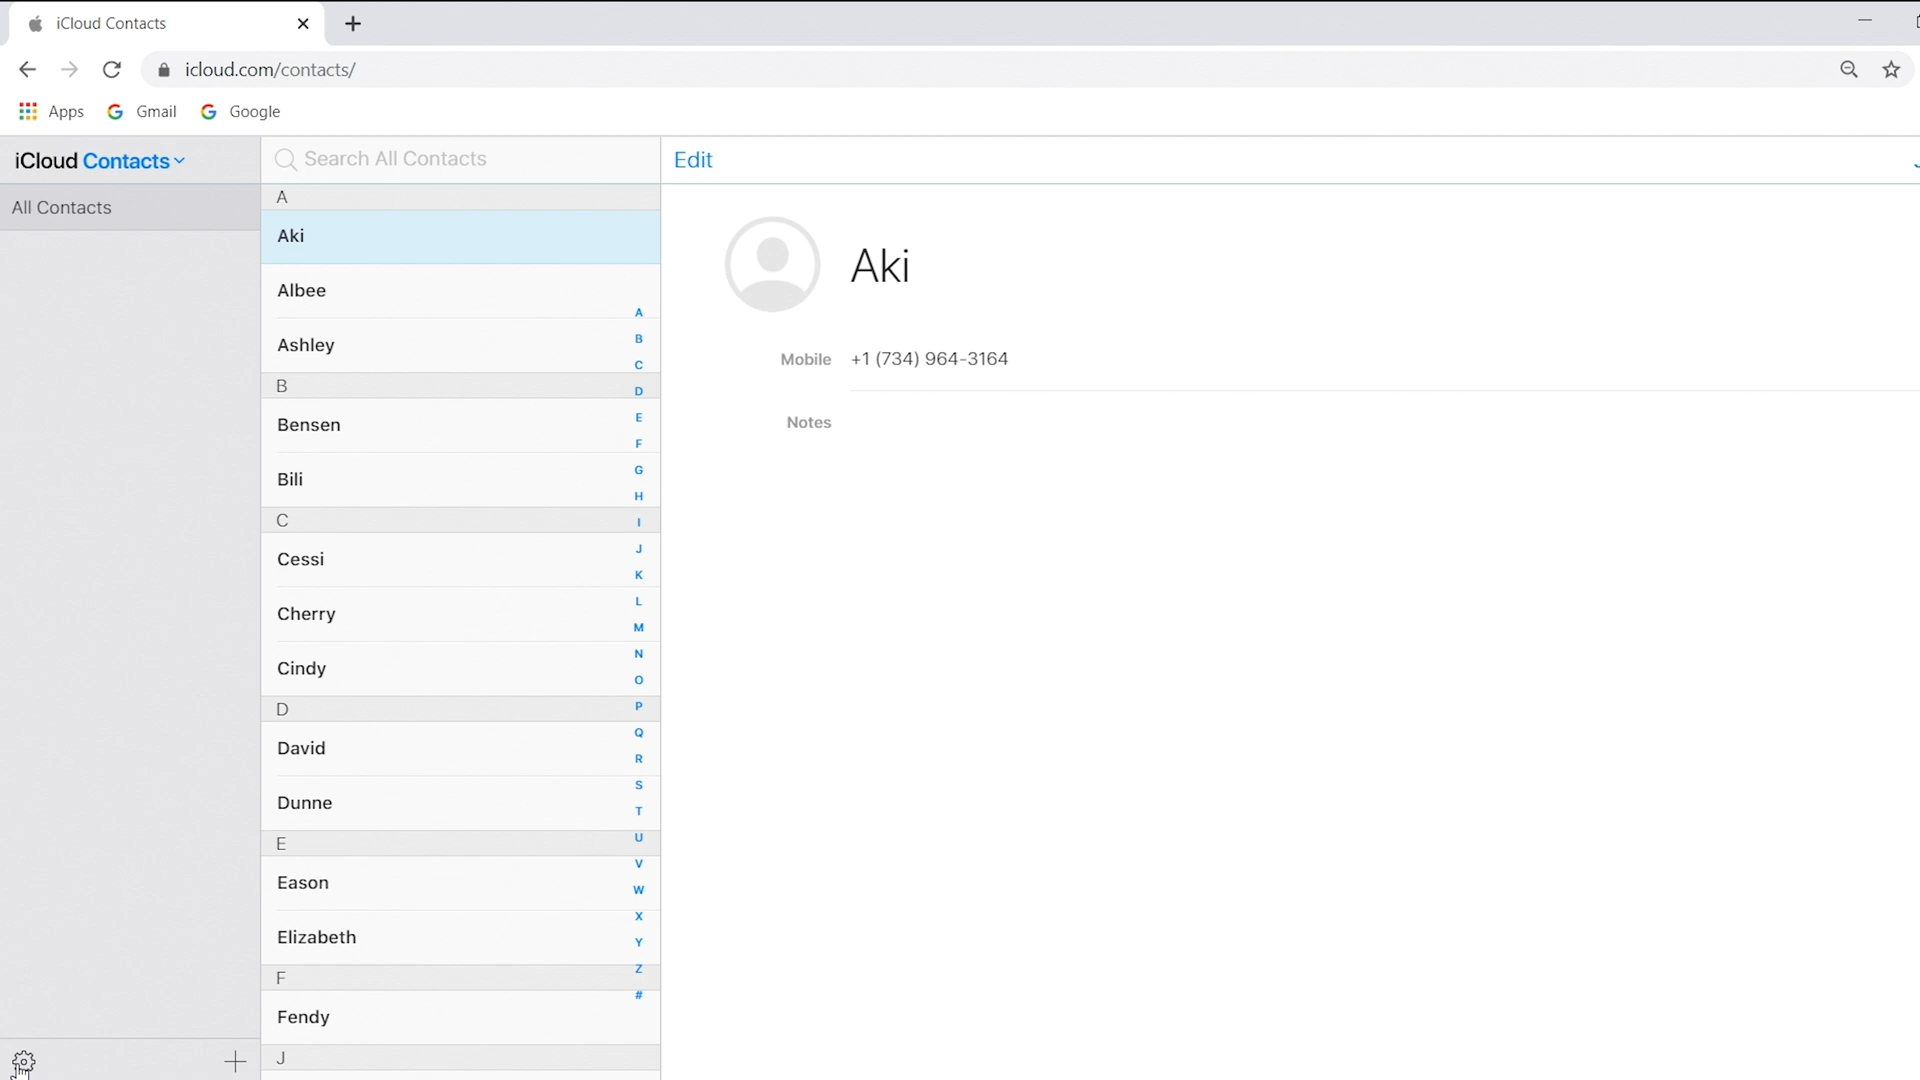 iCloud Contacts
icloud.com/contacts/
Apps Gmail Google
iCloud Contacts
All Contacts
Search All Contacts
A
Aki
Albee
Ashley
B
Bensen
Bili
C
Cessi
Cherry
Cindy
D
David
Dunne
E
Eason
Elizabeth
F
Fendy
J
A
B
C
D
E
F
G
H
I
J
K
L
M
N
O
P
Q
R
S
T
U
V
W
X
Y
Z
#
Edit
Aki
Mobile +1 (734) 964-3164
Notes